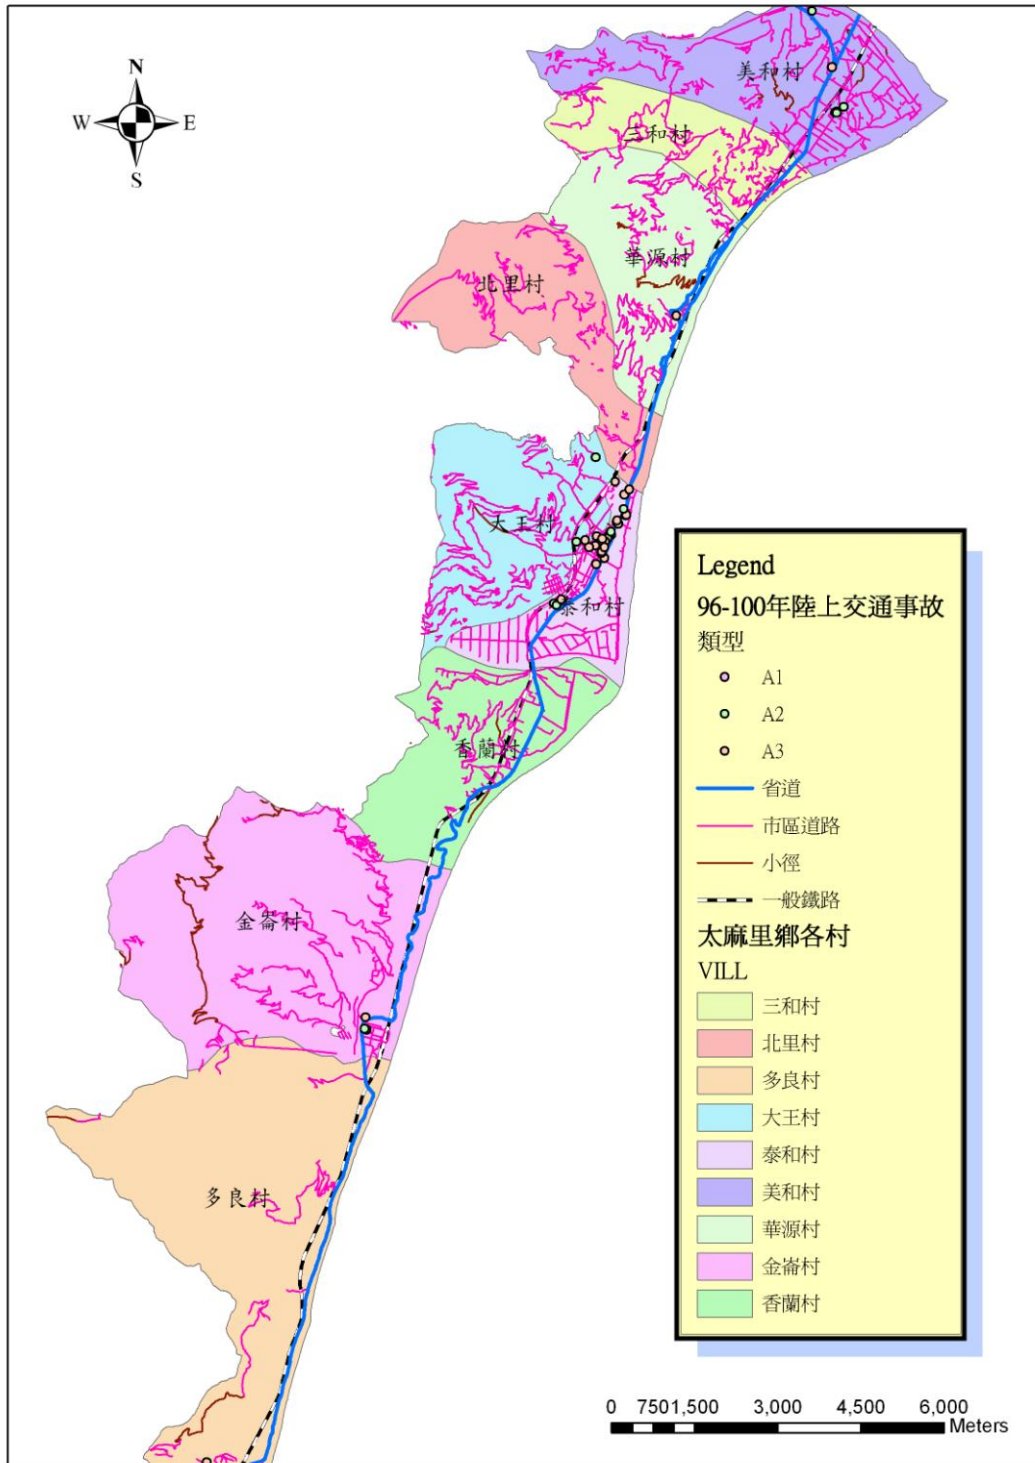 N
W
E
S
美和村
三和村
華源村
北里村
大王村
泰和村
香蘭村
金崙村
多良村
Legend
96-100年陸上交通事故
類型
A1
A2
A3
省道
市區道路
小徑
一般鐵路
太麻里鄉各村
VILL
三和村
北里村
多良村
大王村
泰和村
美和村
華源村
金崙村
香蘭村
0 7501,500 3,000 4,500 6,000
Meters